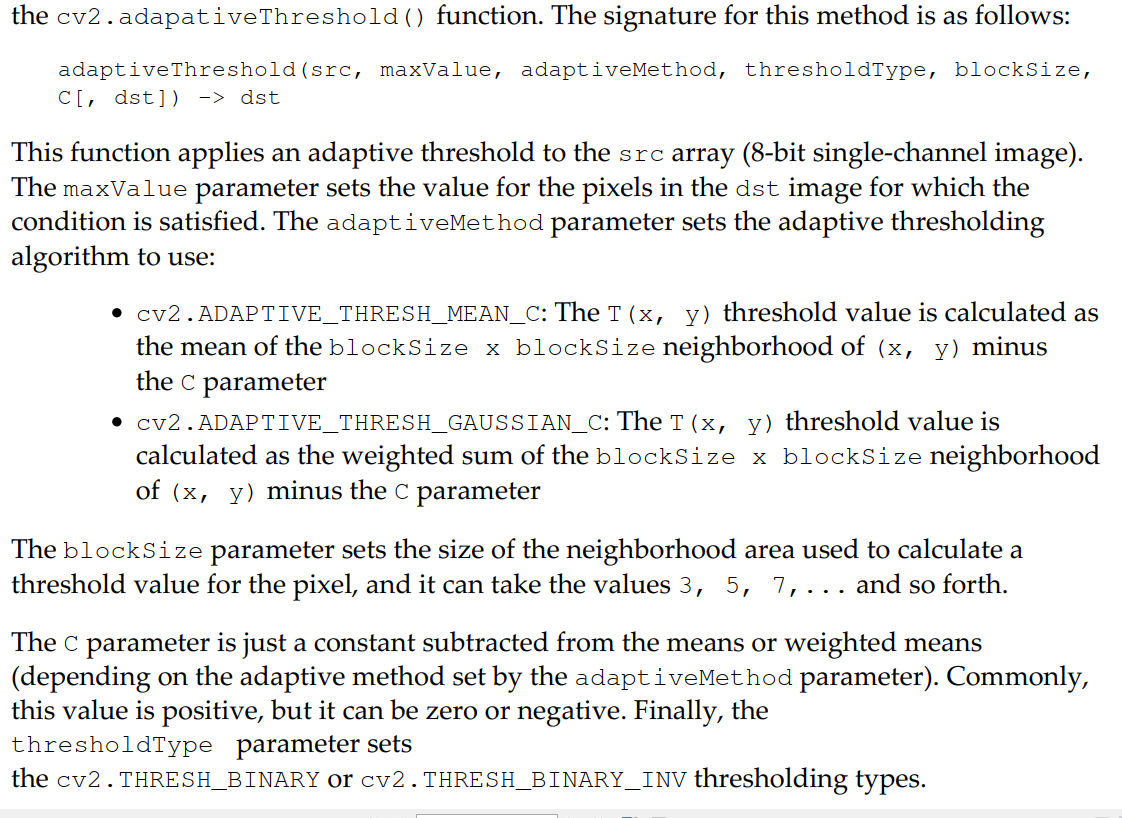 the cv2.adapativeThreshold() function. The signature for this method is as follows:
adaptiveThreshold(src, maxValue, adaptiveMethod, thresholdType, blockSize,
C[, dst]) -> dst
This function applies an adaptive threshold to the src array (8-bit single-channel image).
The maxValue parameter sets the value for the pixels in the dst image for which the
condition is satisfied. The adaptiveMethod parameter sets the adaptive thresholding
algorithm to use:
• cv2.ADAPTIVE_THRESH_MEAN_C: The T(x, y) threshold value is calculated as
the mean of the blockSize x blockSize neighborhood of (x, y) minus
the C parameter
• cv2.ADAPTIVE_THRESH_GAUSSIAN_C: The T(x, y) threshold value is
calculated as the weighted sum of the blockSize x blockSize neighborhood
of (x, y) minus the C parameter
The blockSize parameter sets the size of the neighborhood area used to calculate a
threshold value for the pixel, and it can take the values 3, 5, 7,... and so forth.
The C parameter is just a constant subtracted from the means or weighted means
(depending on the adaptive method set by the adaptiveMethod parameter). Commonly,
this value is positive, but it can be zero or negative. Finally, the
thresholdType parameter sets
the cv2.THRESH_BINARY or cv2.THRESH_BINARY_INV thresholding types.